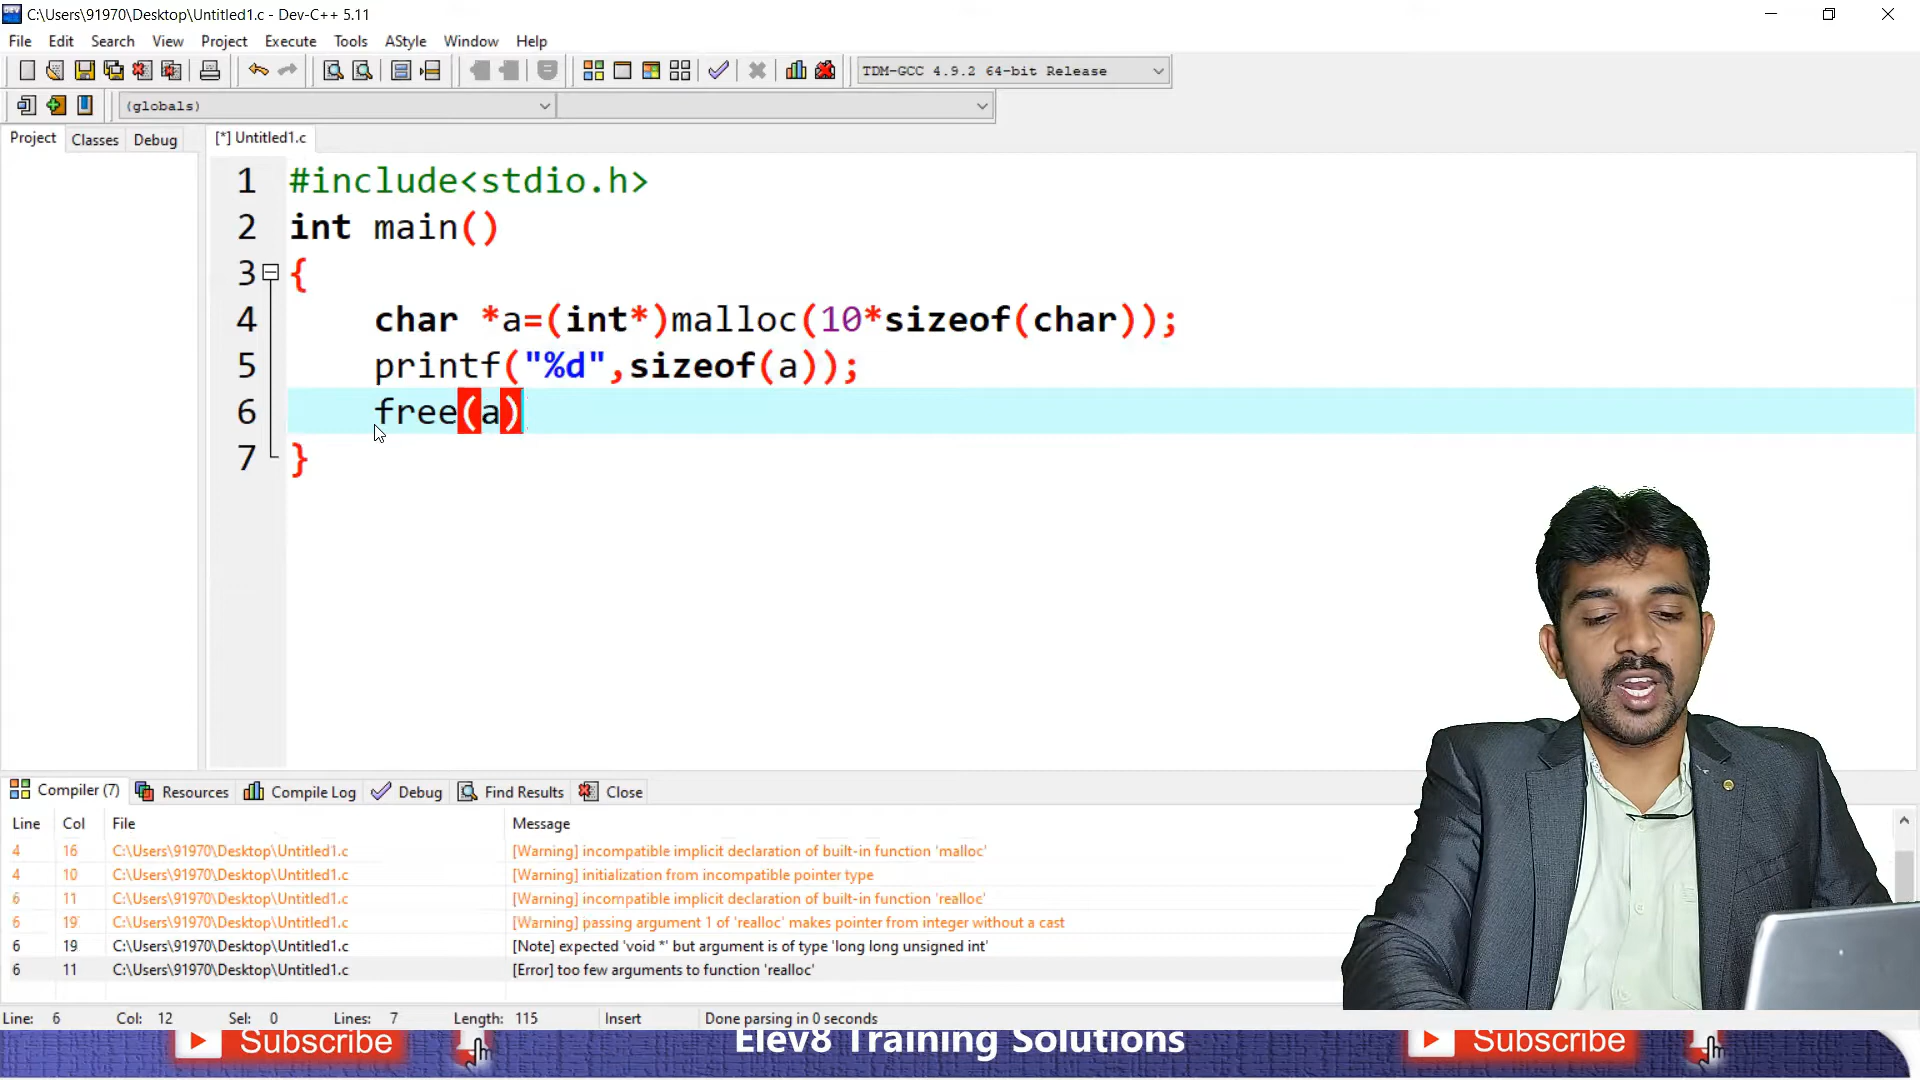 C:\Users\91970\Desktop\Untitled1.c - Dev-C++ 5.11
File Edit Search View Project Execute Tools AStyle Window Help
TDM-GCC 4.9.2 64-bit Release
(globals)
Project Classes Debug [*] Untitled1.c
1 #include<stdio.h>
2 int main()
3 {
4 char *a=(int*)malloc(10*sizeof(char));
5 printf("%d",sizeof(a));
6 free(a)
7 }
Compiler (7) Resources Compile Log Debug Find Results Close
Line Col File Message
4 16 C:\Users\91970\Desktop\Untitled1.c [Warning] incompatible implicit declaration of built-in function 'malloc'
4 10 C:\Users\91970\Desktop\Untitled1.c [Warning] initialization from incompatible pointer type
6 11 C:\Users\91970\Desktop\Untitled1.c [Warning] incompatible implicit declaration of built-in function 'realloc'
6 19 C:\Users\91970\Desktop\Untitled1.c [Warning] passing argument 1 of 'realloc' makes pointer from integer without a cast
6 19 C:\Users\91970\Desktop\Untitled1.c [Note] expected 'void *' but argument is of type 'long long unsigned int'
6 11 C:\Users\91970\Desktop\Untitled1.c [Error] too few arguments to function 'realloc'
Line: 6 Col: 12 Sel: 0 Lines: 7 Length: 115 Insert Done parsing in 0 seconds
Subscribe Elev8 Training Solutions Subscribe